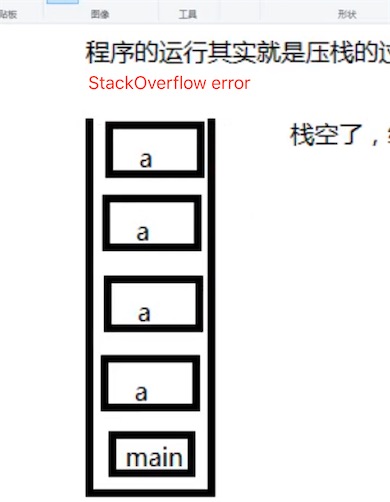 贴板
图像
工具
形状
程序的运行其实就是压栈的
StackOverflow error
栈空了，
a
a
a
a
main